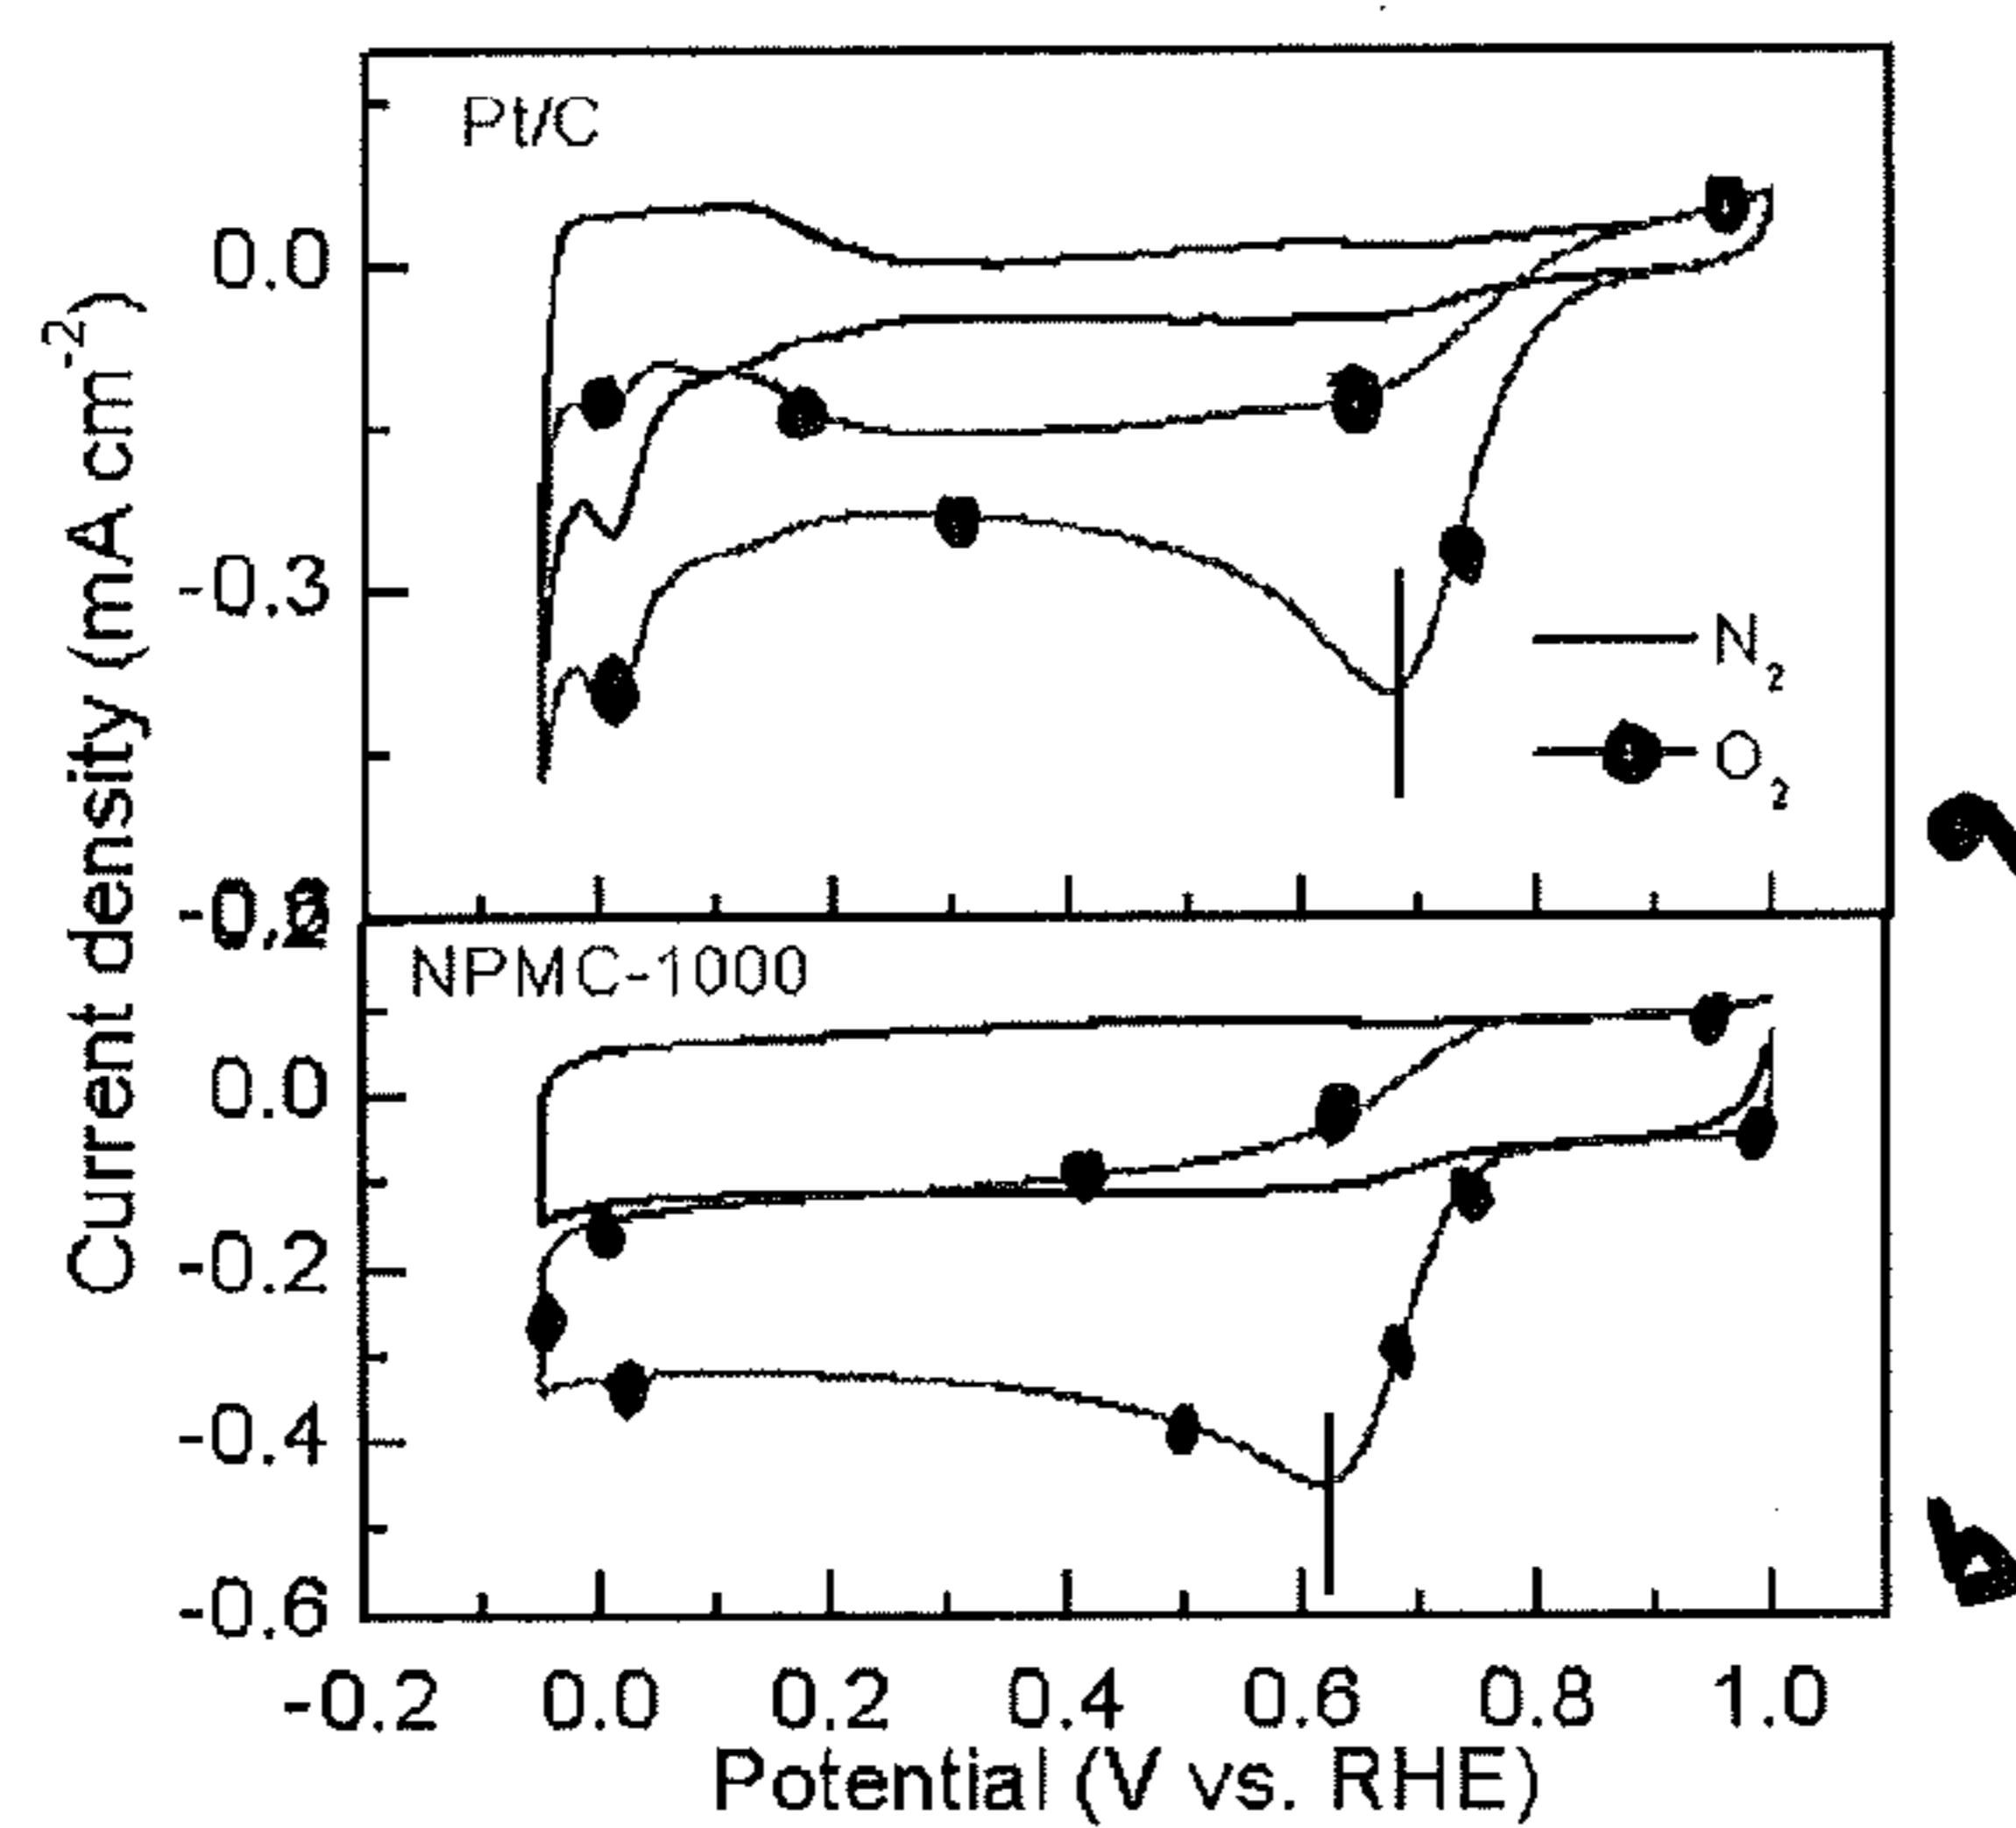 Pt/C
0.0
-0.3
N₂
O₂
NPMC-1000
0.0
-0.2
-0.4
-0.6
-0.2 0.0 0.2 0.4 0.6 0.8 1.0
Potential (V vs. RHE)
Current density (mA cm⁻²)